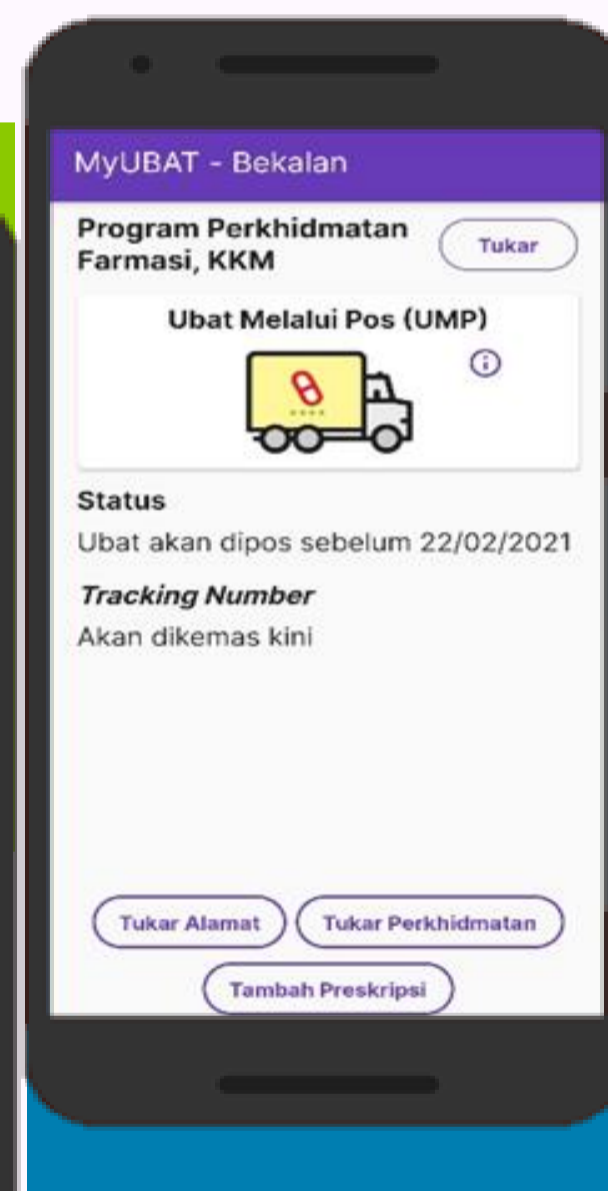 MyUBAT - Bekalan
Program Perkhidmatan
Farmasi, KKM
Tukar
Ubat Melalui Pos (UMP)
Status
Ubat akan dipos sebelum 22/02/2021
Tracking Number
Akan dikemas kini
Tukar Alamat
Tukar Perkhidmatan
Tambah Preskripsi